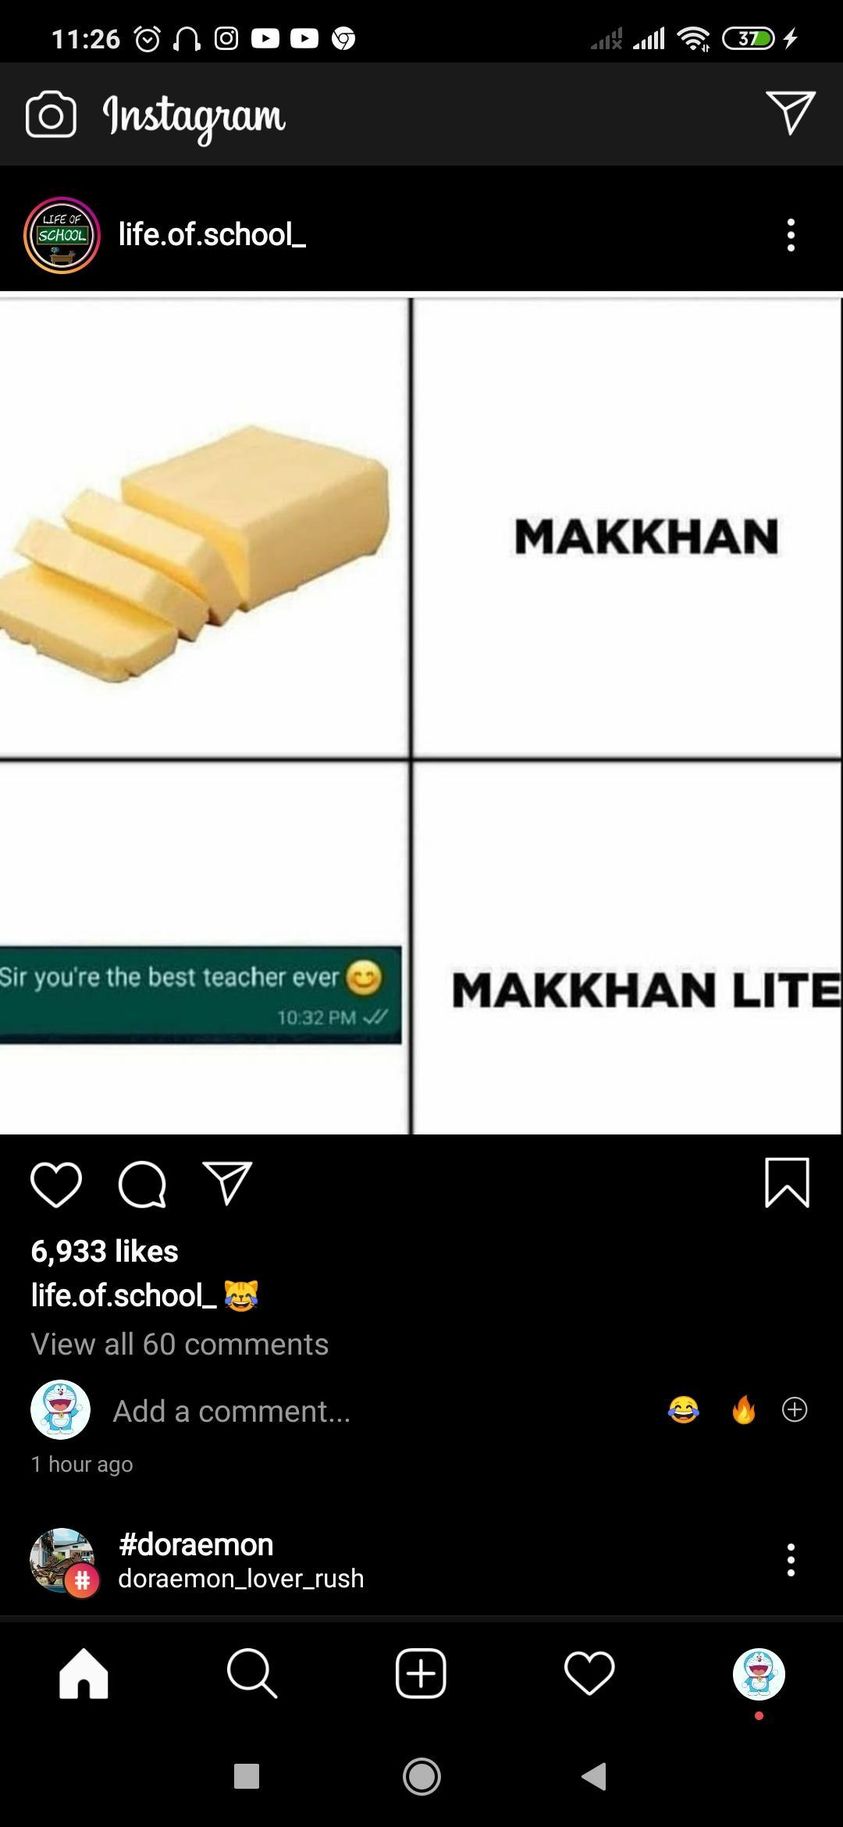 11:26
37
Instagram
LIFE OF
SCHOOL
life.of.school_
MAKKHAN
Sir you're the best teacher ever 😊
10:32 PM
MAKKHAN LITE
6,933 likes
life.of.school_ 😹
View all 60 comments
Add a comment...
😂 🔥
1 hour ago
#doraemon
#
doraemon_lover_rush